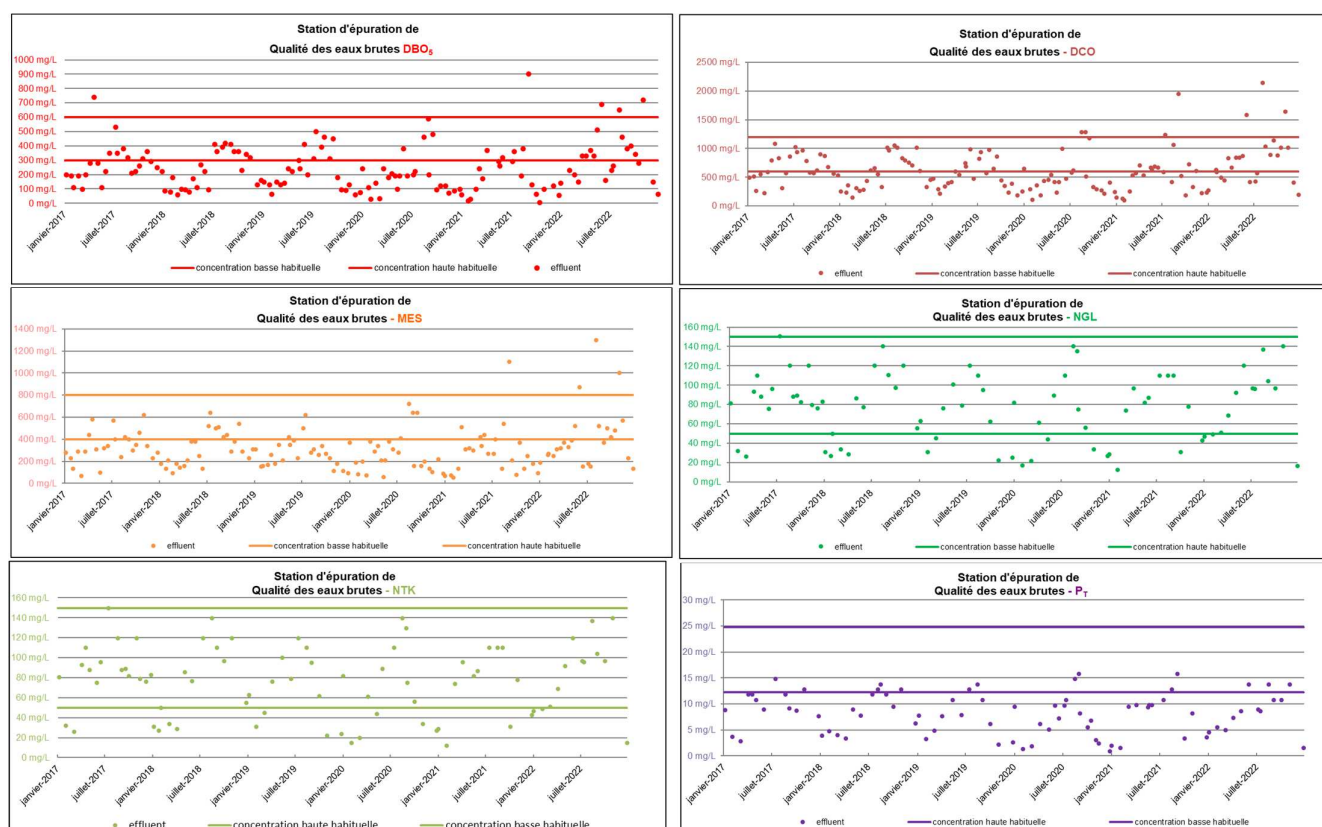 Station d'épuration de
Qualité des eaux brutes DBO₅
1000 mg/L
900 mg/L
800 mg/L
700 mg/L
600 mg/L
500 mg/L
400 mg/L
300 mg/L
200 mg/L
100 mg/L
0 mg/L
janvier-2017
juillet-2017
janvier-2018
juillet-2018
janvier-2019
juillet-2019
janvier-2020
juillet-2020
janvier-2021
juillet-2021
janvier-2022
juillet-2022
concentration basse habituelle
concentration haute habituelle
effluent
Station d'épuration de
Qualité des eaux brutes - DCO
2500 mg/L
2000 mg/L
1500 mg/L
1000 mg/L
500 mg/L
0 mg/L
janvier-2017
juillet-2017
janvier-2018
juillet-2018
janvier-2019
juillet-2019
janvier-2020
juillet-2020
janvier-2021
juillet-2021
janvier-2022
juillet-2022
effluent
concentration basse habituelle
concentration haute habituelle
Station d'épuration de
Qualité des eaux brutes - MES
1400 mg/L
1200 mg/L
1000 mg/L
800 mg/L
600 mg/L
400 mg/L
200 mg/L
0 mg/L
janvier-2017
juillet-2017
janvier-2018
juillet-2018
janvier-2019
juillet-2019
janvier-2020
juillet-2020
janvier-2021
juillet-2021
janvier-2022
juillet-2022
effluent
concentration basse habituelle
concentration haute habituelle
Station d'épuration de
Qualité des eaux brutes - NGL
160 mg/L
140 mg/L
120 mg/L
100 mg/L
80 mg/L
60 mg/L
40 mg/L
20 mg/L
0 mg/L
janvier-2017
juillet-2017
janvier-2018
juillet-2018
janvier-2019
juillet-2019
janvier-2020
juillet-2020
janvier-2021
juillet-2021
janvier-2022
juillet-2022
effluent
concentration basse habituelle
concentration haute habituelle
Station d'épuration de
Qualité des eaux brutes - NTK
160 mg/L
140 mg/L
120 mg/L
100 mg/L
80 mg/L
60 mg/L
40 mg/L
20 mg/L
0 mg/L
janvier-2017
juillet-2017
janvier-2018
juillet-2018
janvier-2019
juillet-2019
janvier-2020
juillet-2020
janvier-2021
juillet-2021
janvier-2022
juillet-2022
effluent
concentration haute habituelle
concentration basse habituelle
Station d'épuration de
Qualité des eaux brutes - P_T
30 mg/L
25 mg/L
20 mg/L
15 mg/L
10 mg/L
5 mg/L
0 mg/L
janvier-2017
juillet-2017
janvier-2018
juillet-2018
janvier-2019
juillet-2019
janvier-2020
juillet-2020
janvier-2021
juillet-2021
janvier-2022
juillet-2022
effluent
concentration haute habituelle
concentration basse habituelle